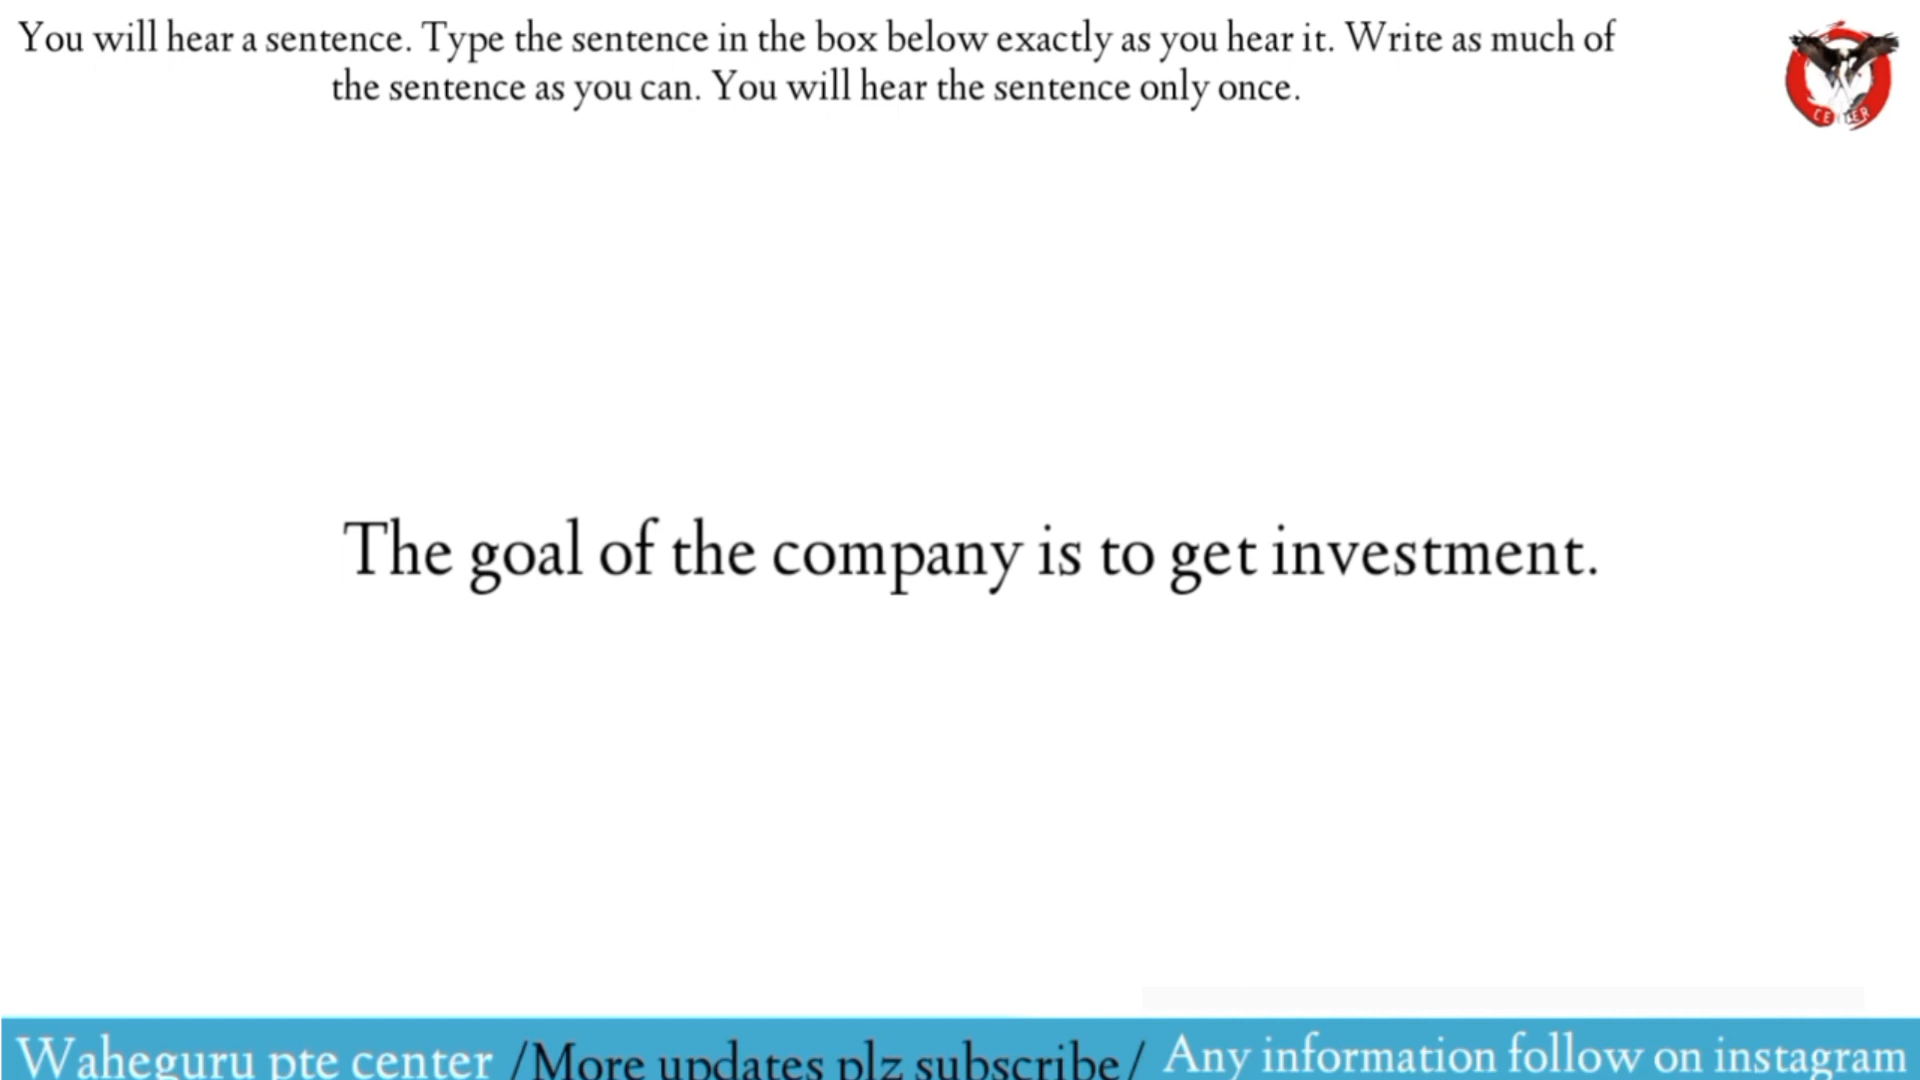 You will hear a sentence. Type the sentence in the box below exactly as you hear it. Write as much of
the sentence as you can. You will hear the sentence only once.
The goal of the company is to get investment.
Waheguru pte center /More updates plz subscribe/ Any information follow on instagram